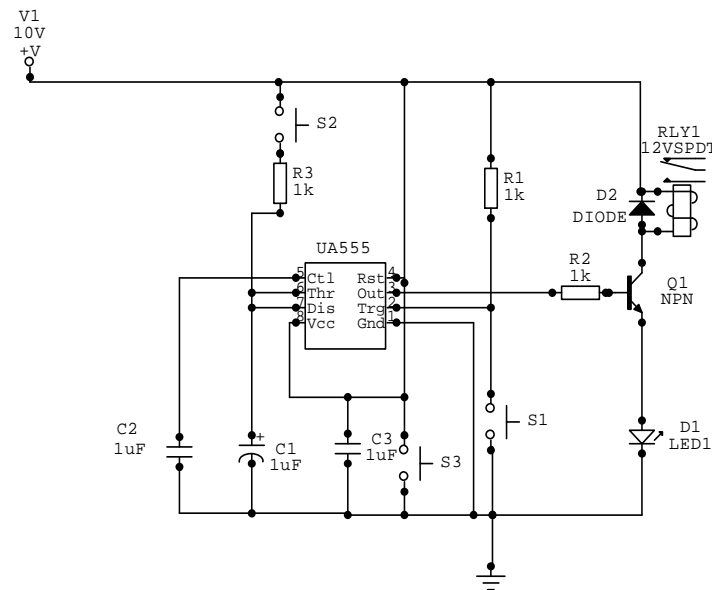 V1
10V
+V
S2
R3
1k
R1
1k
RLY1
12VSPDT
D2
DIODE
UA555
5 Ctl Rst 4
6 Thr Out 3
7 Dis Trg 2
8 Vcc Gnd 1
R2
1k
Q1
NPN
C2
1uF
+
C1
1uF
C3
1uF
S3
S1
D1
LED1